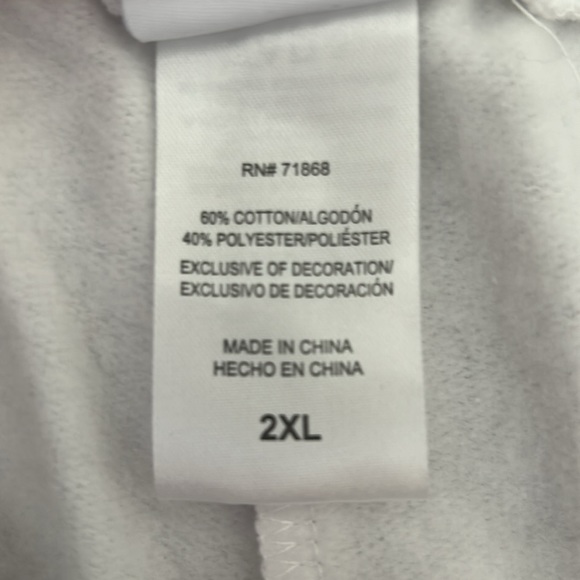 RN# 71868
60% COTTON/ALGODÓN
40% POLYESTER/POLIÉSTER
EXCLUSIVE OF DECORATION/
EXCLUSIVO DE DECORACIÓN
MADE IN CHINA
HECHO EN CHINA
2XL